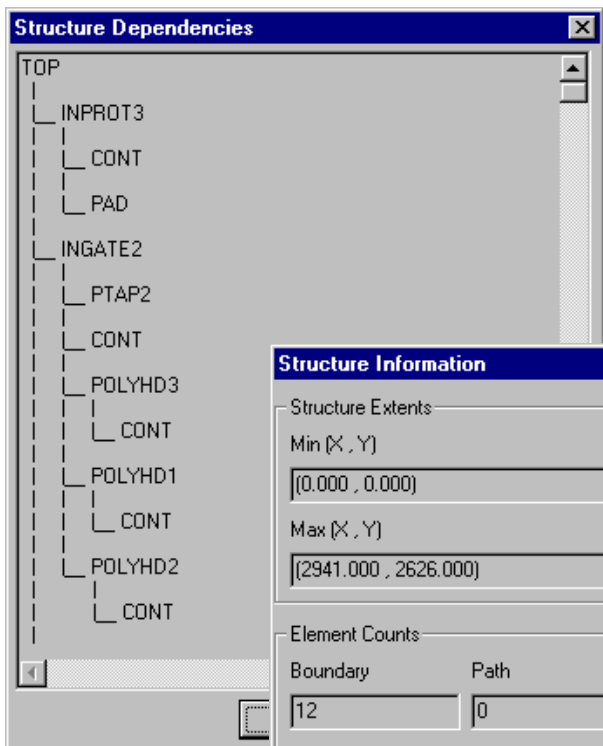 Structure Dependencies
TOP
INPROT3
CONT
PAD
INGATE2
PTAP2
CONT
POLYHD3
CONT
POLYHD1
CONT
POLYHD2
CONT
Structure Information
Structure Extents
Min (X , Y)
(0.000 , 0.000)
Max (X , Y)
(2941.000 , 2626.000)
Element Counts
Boundary Path
12 0